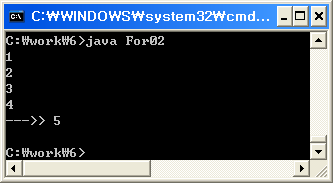 C:₩WINDOWS₩system32₩cmd...
C:₩work₩6>java For02
1
2
3
4
--->> 5
C:₩work₩6>